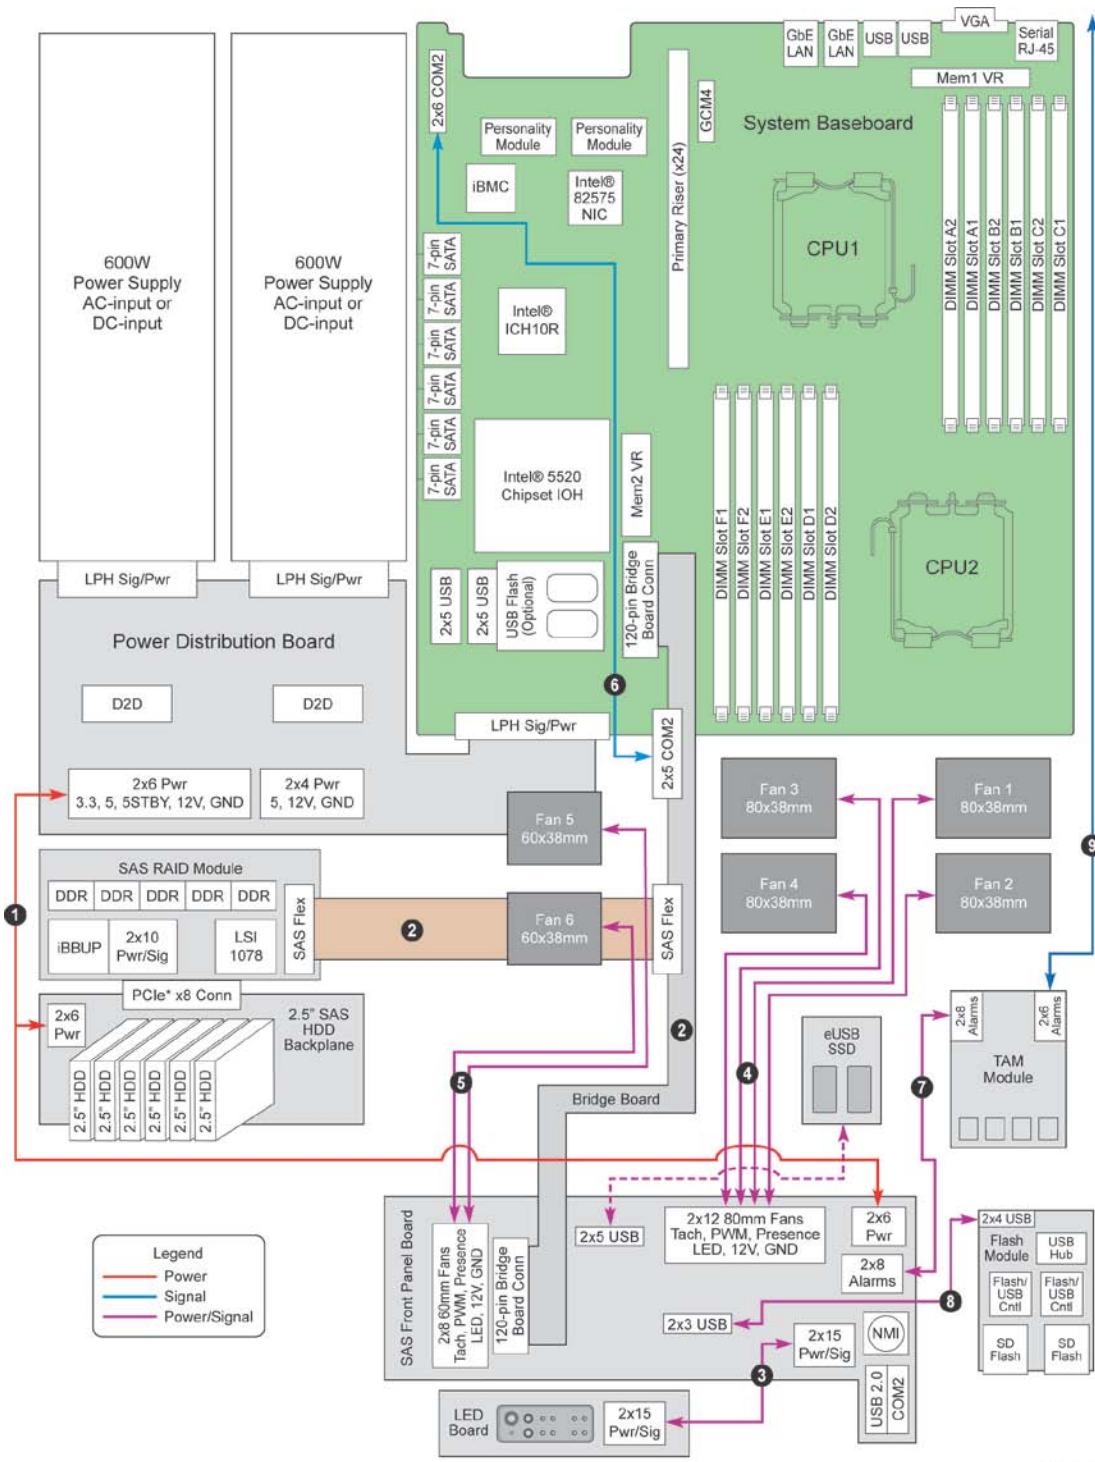 VGA
GbE
LAN
GbE
LAN
USB
USB
Serial
RJ-45
Mem1 VR
2x6 COM2
GCM4
System Baseboard
Personality
Module
Personality
Module
iBMC
Intel®
82575
NIC
Primary Riser (x24)
CPU1
DIMM Slot A2
DIMM Slot A1
DIMM Slot B2
DIMM Slot B1
DIMM Slot C2
DIMM Slot C1
600W
Power Supply
AC-input or
DC-input
600W
Power Supply
AC-input or
DC-input
7-pin
SATA
7-pin
SATA
7-pin
SATA
7-pin
SATA
7-pin
SATA
7-pin
SATA
Intel®
ICH10R
Intel® 5520
Chipset IOH
Mem2 VR
DIMM Slot F1
DIMM Slot F2
DIMM Slot E1
DIMM Slot E2
DIMM Slot D1
DIMM Slot D2
CPU2
LPH Sig/Pwr
LPH Sig/Pwr
2x5 USB
2x5 USB
USB Flash
(Optional)
120-pin Bridge
Board Conn
Power Distribution Board
D2D
D2D
6
LPH Sig/Pwr
2x5 COM2
2x6 Pwr
3.3, 5, 5STBY, 12V, GND
2x4 Pwr
5, 12V, GND
Fan 3
80x38mm
Fan 1
80x38mm
Fan 5
60x38mm
9
SAS RAID Module
DDR
DDR
DDR
DDR
DDR
Fan 4
80x38mm
Fan 2
80x38mm
1
iBBUP
2x10
Pwr/Sig
LSI
1078
SAS Flex
2
Fan 6
60x38mm
SAS Flex
PCIe* x8 Conn
2x6
Pwr
2.5" SAS
HDD
Backplane
2.5" HDD
2.5" HDD
2.5" HDD
2.5" HDD
2.5" HDD
2.5" HDD
2
eUSB
SSD
2x8
Alarms
2x6
Alarms
TAM
Module
5
4
7
Bridge Board
SAS Front Panel Board
2x8 60mm Fans
Tach, PWM, Presence
LED, 12V, GND
120-pin Bridge
Board Conn
2x5 USB
2x12 80mm Fans
Tach, PWM, Presence
LED, 12V, GND
2x6
Pwr
2x8
Alarms
2x4 USB
Flash
Module
USB
Hub
Flash/
USB
Cntl
Flash/
USB
Cntl
SD
Flash
SD
Flash
8
2x3 USB
2x15
Pwr/Sig
NMI
3
USB 2.0
COM2
Legend
Power
Signal
Power/Signal
LED
Board
2x15
Pwr/Sig